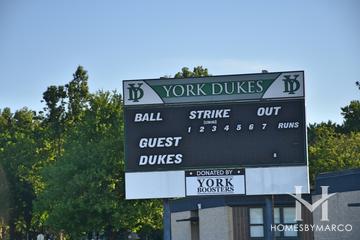 YD YORK DUKES YD
BALL STRIKE OUT
INNING
1 2 3 4 5 6 7 RUNS
GUEST
DUKES
DONATED BY
YORK
BOOSTERS
H
HOMESBYMARCO